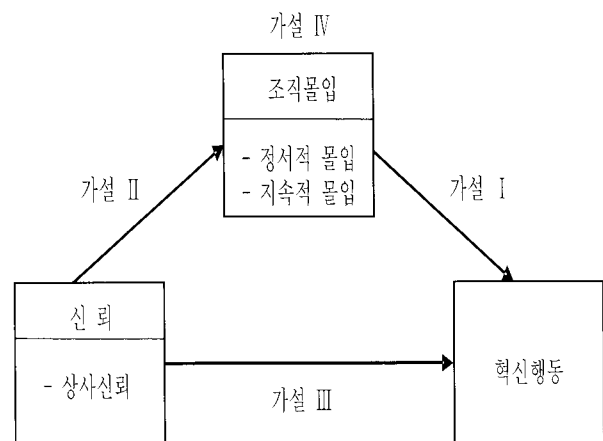 가설 Ⅳ
조직몰입
- 정서적 몰입
- 지속적 몰입
가설 Ⅱ
가설 Ⅰ
신 뢰
- 상사신뢰
가설 Ⅲ
혁신행동